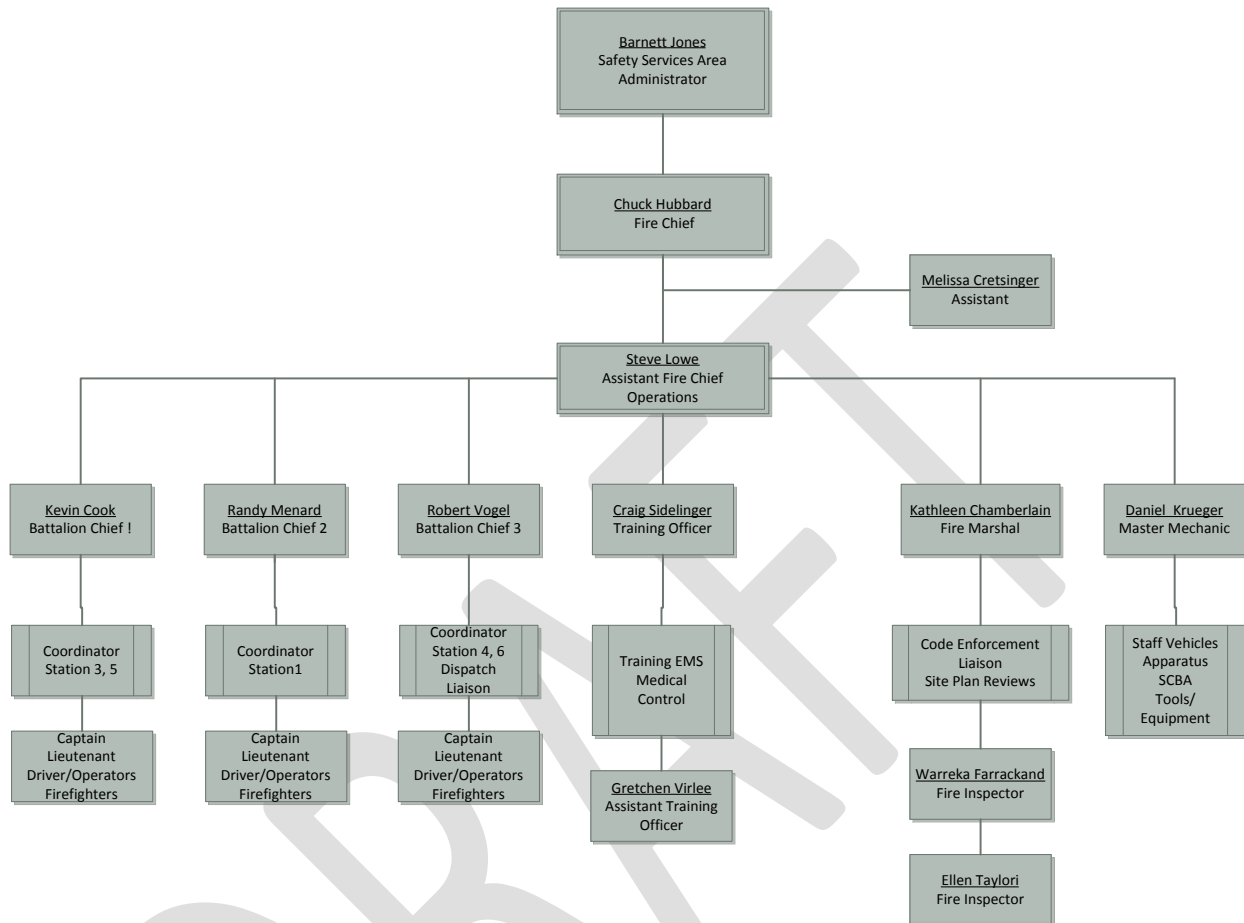 Barnett Jones
Safety Services Area
Administrator
Chuck Hubbard
Fire Chief
Melissa Cretsinger
Assistant
Steve Lowe
Assistant Fire Chief
Operations
Kevin Cook
Battalion Chief !
Randy Menard
Battalion Chief 2
Robert Vogel
Battalion Chief 3
Craig Sidelinger
Training Officer
Kathleen Chamberlain
Fire Marshal
Daniel Krueger
Master Mechanic
Coordinator
Station 3, 5
Coordinator
Station1
Coordinator
Station 4, 6
Dispatch
Liaison
Training EMS
Medical
Control
Code Enforcement
Liaison
Site Plan Reviews
Staff Vehicles
Apparatus
SCBA
Tools/
Equipment
Captain
Lieutenant
Driver/Operators
Firefighters
Captain
Lieutenant
Driver/Operators
Firefighters
Captain
Lieutenant
Driver/Operators
Firefighters
Gretchen Virlee
Assistant Training
Officer
Warreka Farrackand
Fire Inspector
Ellen Taylori
Fire Inspector
DRAFT